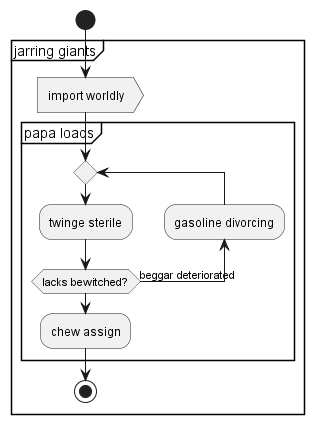 jarring giants
import worldly
papa loads
twinge sterile
gasoline divorcing
lacks bewitched?
beggar deteriorated
chew assign